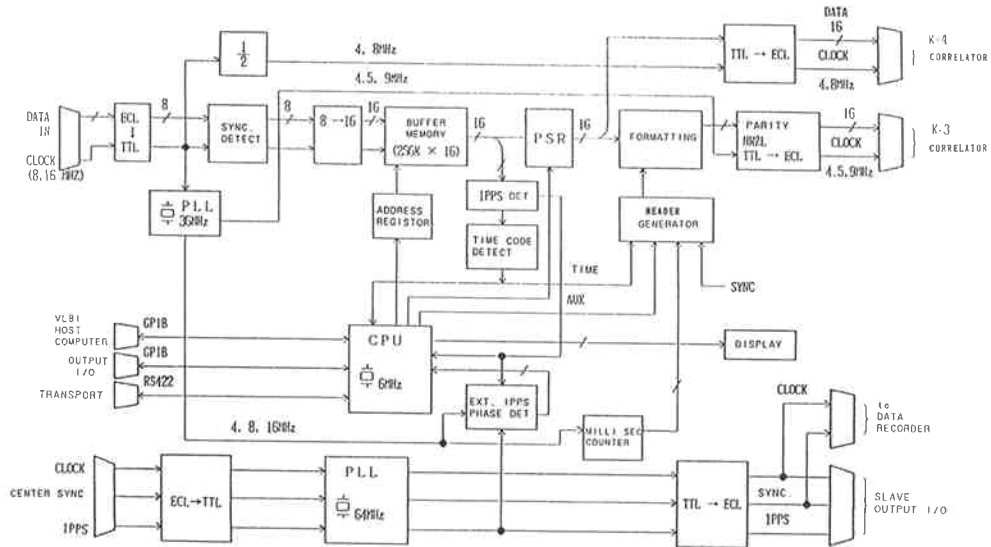 DATA
16
K-4
CORRELATOR
1
2
4. 8MHz
TTL → ECL
CLOCK
4.8MHz
4.5. 9MHz
DATA IN
8
ECL
↓
TTL
SYNC. DETECT
8
8 → 16
16
BUFFER MEMORY
(256K × 16)
16
PSR
16
FORMATTING
PARITY
NRZL
TTL → ECL
16
CLOCK
4.5.9MHz
K-3
CORRELATOR
CLOCK
(8,16 MHZ)
PLL
36MHz
ADDRESS REGISTOR
1PPS DET
TIME CODE DETECT
HEADER GENERATOR
TIME
SYNC
AUX
VLBI HOST COMPUTER
GPIB
CPU
6MHz
DISPLAY
OUTPUT I/O
GPIB
TRANSPORT
RS422
EXT. 1PPS
PHASE DET
4. 8. 16MHz
MILLI SEC COUNTER
CLOCK
to
DATA RECORDER
CLOCK
CENTER SYNC
1PPS
ECL→TTL
PLL
64MHz
TTL → ECL
SYNC.
1PPS
SLAVE OUTPUT I/O